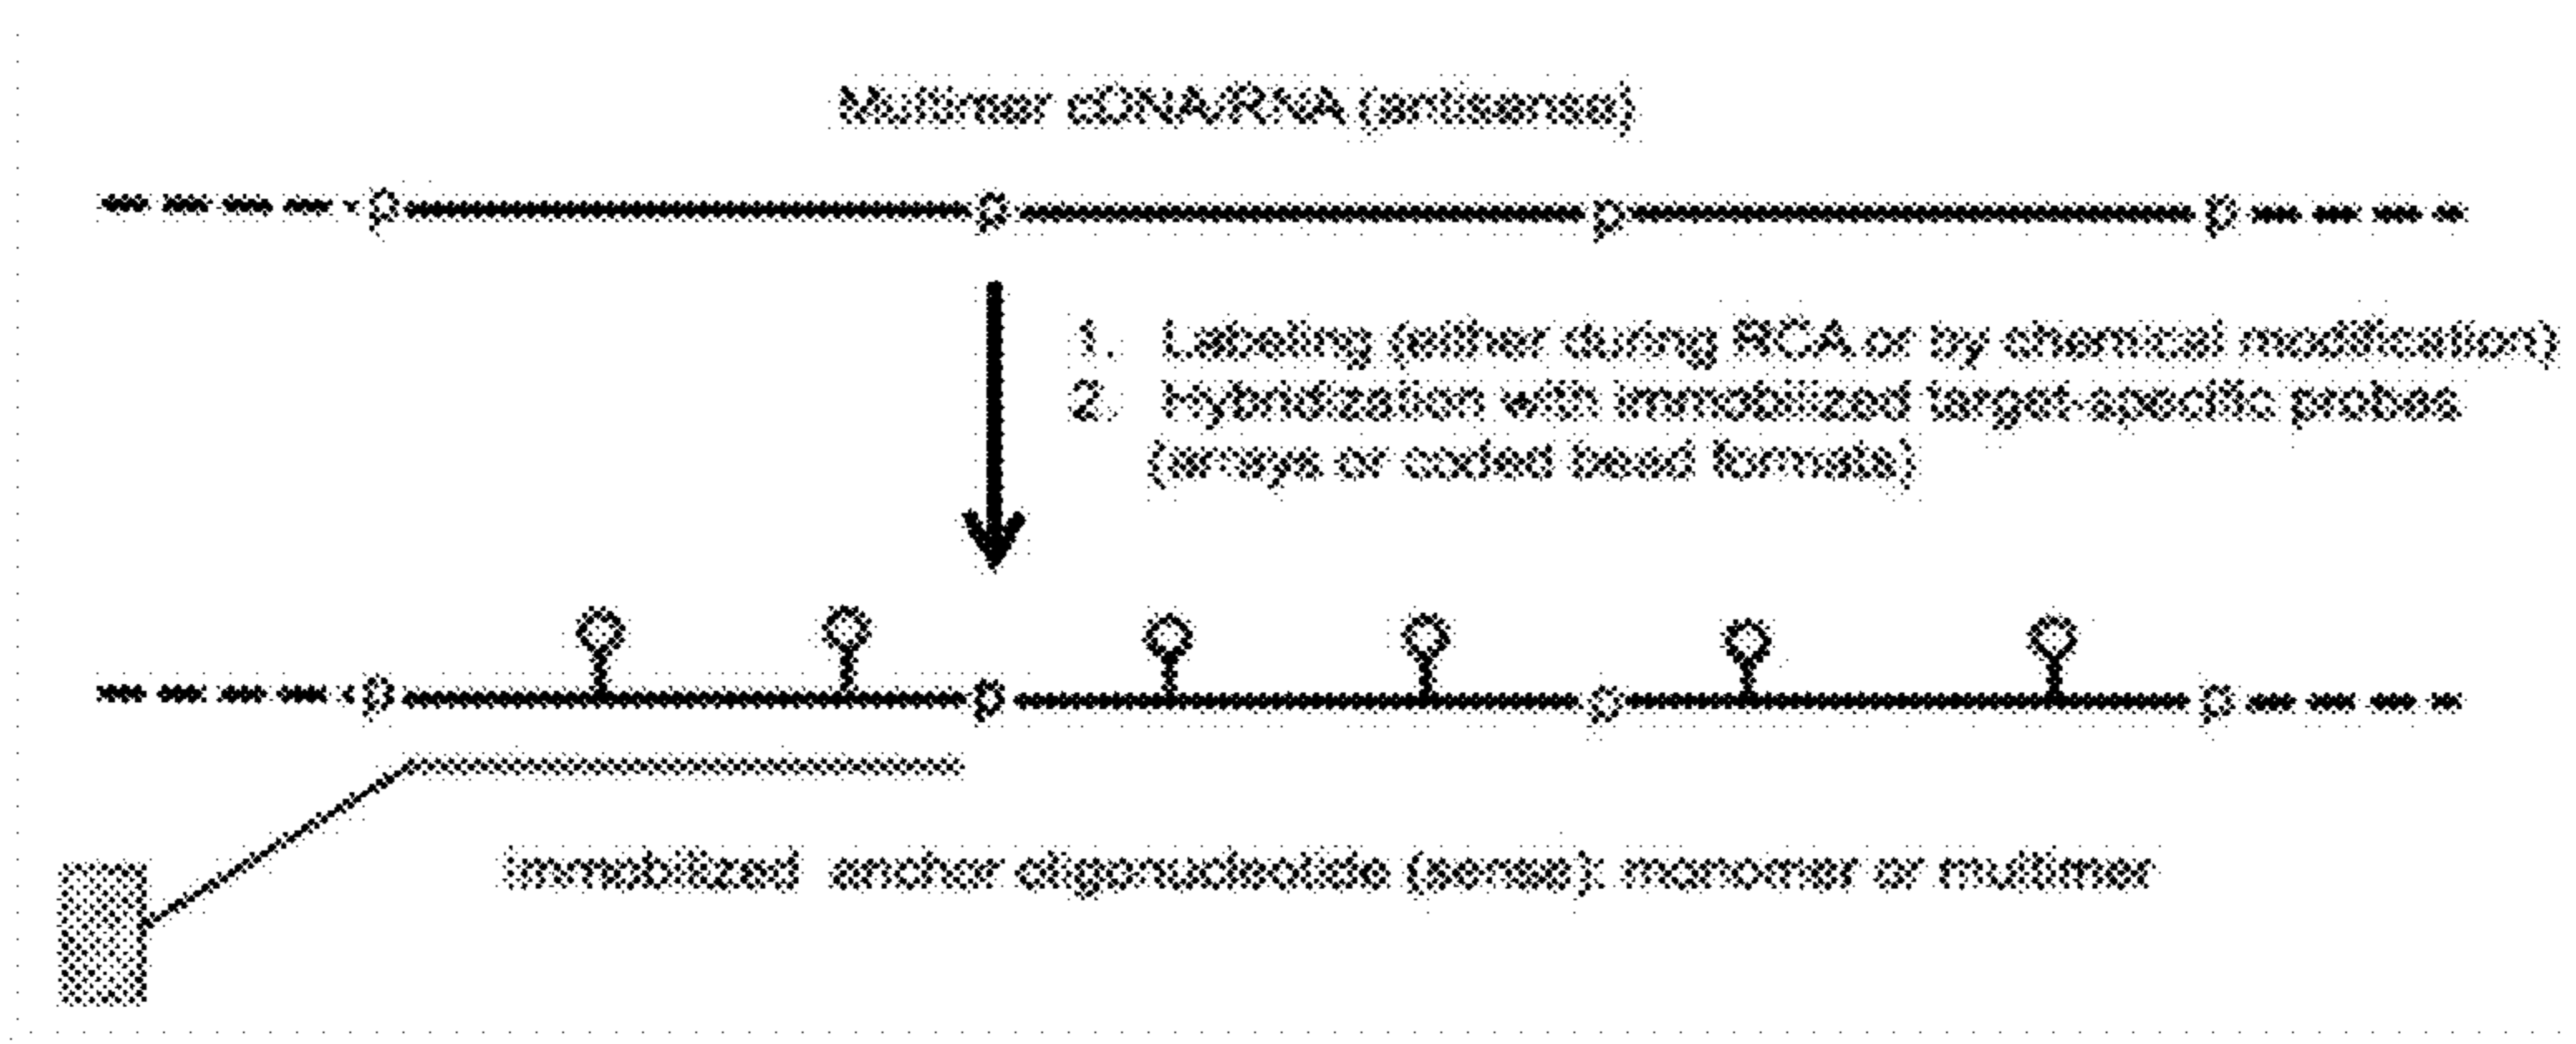 Multimer cDNA/RNA (antisense)
p p p p
1. Labeling (either during RCA or by chemical modification)
2. Hybridization with immobilized target-specific probes
(arrays or coded bead formats)
p p p p
Immobilized anchor oligonucleotide (sense): monomer or multimer